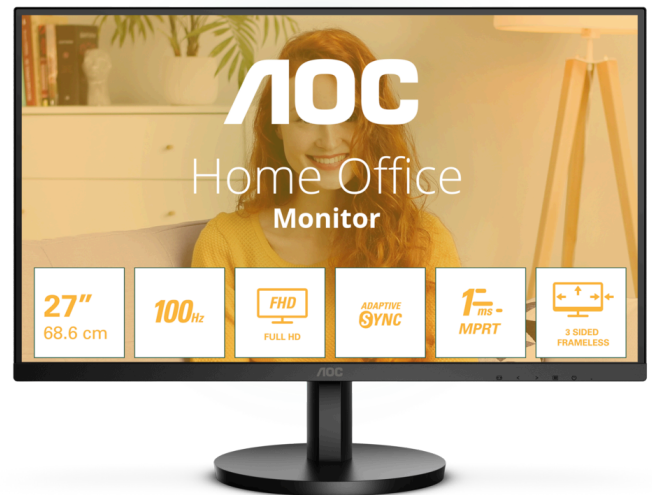 AOC
Home Office
Monitor
27"
68.6 cm
100Hz
FHD
FULL HD
ADAPTIVE
SYNC
1ms-
MPRT
3 SIDED
FRAMELESS
AOC